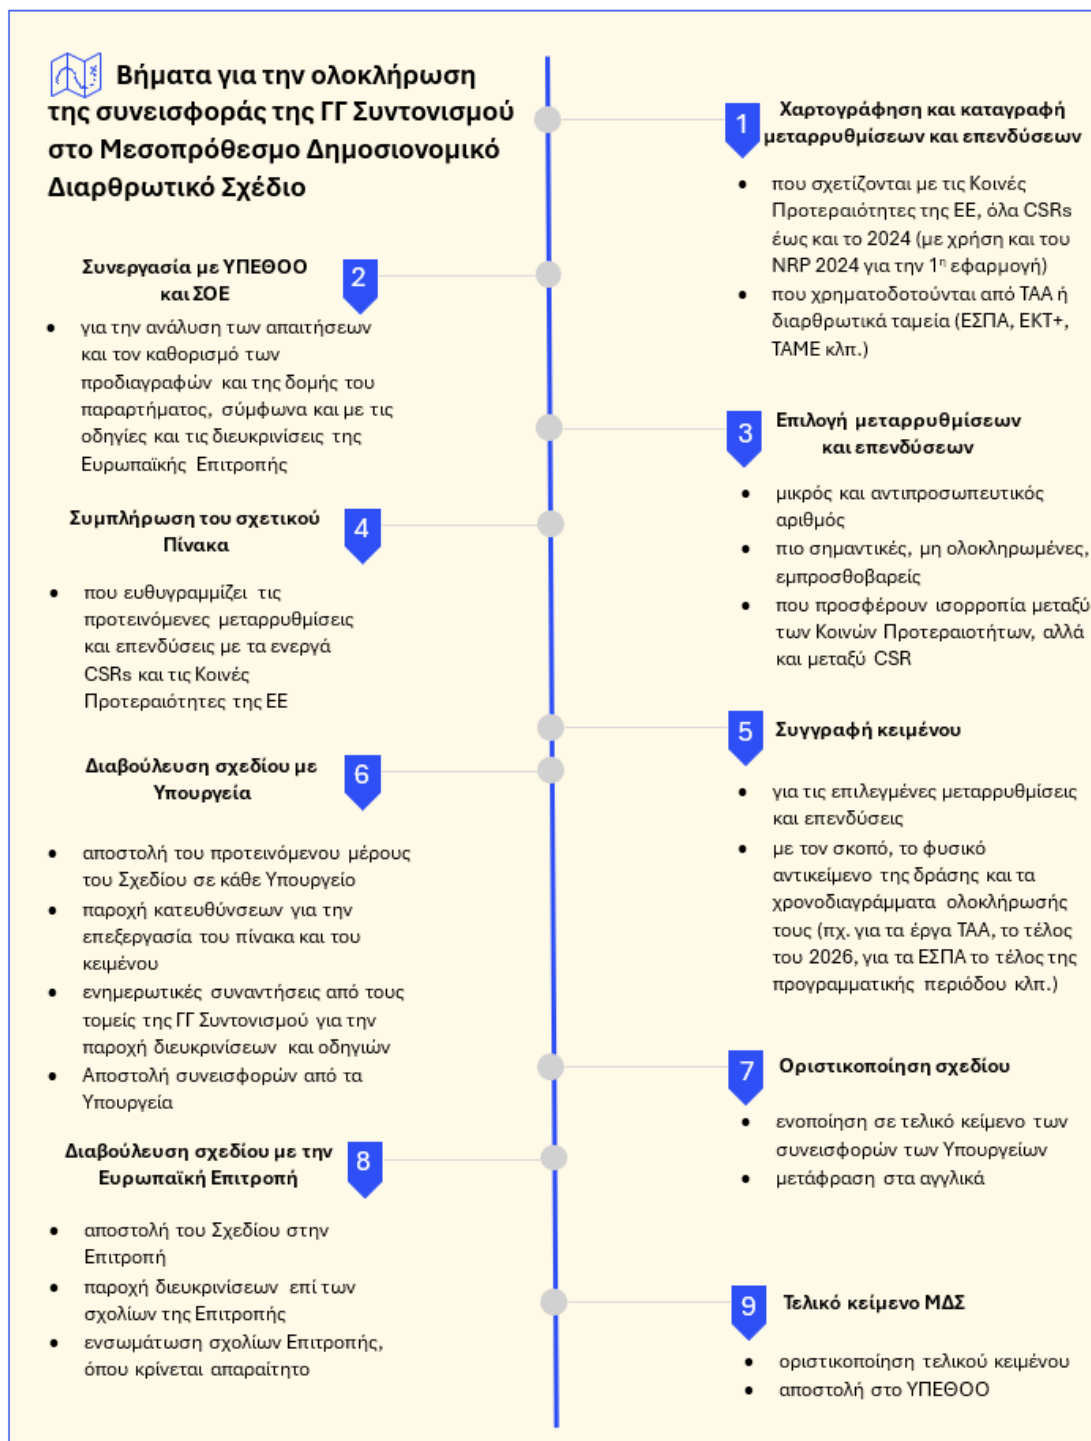 Βήματα για την ολοκλήρωση
της συνεισφοράς της ΓΓ Συντονισμού
στο Μεσοπρόθεσμο Δημοσιονομικό
Διαρθρωτικό Σχέδιο
1
Χαρτογράφηση και καταγραφή
μεταρρυθμίσεων και επενδύσεων
• που σχετίζονται με τις Κοινές
Προτεραιότητες της ΕΕ, όλα CSRs
έως και το 2024 (με χρήση και του
NRP 2024 για την 1η εφαρμογή)
• που χρηματοδοτούνται από ΤΑΑ ή
διαρθρωτικά ταμεία (ΕΣΠΑ, ΕΚΤ+,
ΤΑΜΕ κλπ.)
Συνεργασία με ΥΠΕΘΟΟ
και ΣΟΕ
2
• για την ανάλυση των απαιτήσεων
και τον καθορισμό των
προδιαγραφών και της δομής του
παραρτήματος, σύμφωνα και με τις
οδηγίες και τις διευκρινίσεις της
Ευρωπαϊκής Επιτροπής
3
Επιλογή μεταρρυθμίσεων
και επενδύσεων
• μικρός και αντιπροσωπευτικός
αριθμός
• πιο σημαντικές, μη ολοκληρωμένες,
εμπροσθοβαρείς
• που προσφέρουν ισορροπία μεταξύ
των Κοινών Προτεραιοτήτων, αλλά
και μεταξύ CSR
Συμπλήρωση του σχετικού
Πίνακα
4
• που ευθυγραμμίζει τις
προτεινόμενες μεταρρυθμίσεις
και επενδύσεις με τα ενεργά
CSRs και τις Κοινές
Προτεραιότητες της ΕΕ
5
Συγγραφή κειμένου
• για τις επιλεγμένες μεταρρυθμίσεις
και επενδύσεις
• με τον σκοπό, το φυσικό
αντικείμενο της δράσης και τα
χρονοδιαγράμματα ολοκλήρωσής
τους (πχ. για τα έργα ΤΑΑ, το τέλος
του 2026, για τα ΕΣΠΑ το τέλος της
προγραμματικής περιόδου κλπ.)
Διαβούλευση σχεδίου με
Υπουργεία
6
• αποστολή του προτεινόμενου μέρους
του Σχεδίου σε κάθε Υπουργείο
• παροχή κατευθύνσεων για την
επεξεργασία του πίνακα και του
κειμένου
• ενημερωτικές συναντήσεις από τους
τομείς της ΓΓ Συντονισμού για την
παροχή διευκρινίσεων και οδηγιών
• Αποστολή συνεισφορών από τα
Υπουργεία
7
Οριστικοποίηση σχεδίου
• ενοποίηση σε τελικό κείμενο των
συνεισφορών των Υπουργείων
• μετάφραση στα αγγλικά
Διαβούλευση σχεδίου με την
Ευρωπαϊκή Επιτροπή
8
• αποστολή του Σχεδίου στην
Επιτροπή
• παροχή διευκρινίσεων επί των
σχολίων της Επιτροπής
• ενσωμάτωση σχολίων Επιτροπής,
όπου κρίνεται απαραίτητο
9
Τελικό κείμενο ΜΔΣ
• οριστικοποίηση τελικού κειμένου
• αποστολή στο ΥΠΕΘΟΟ